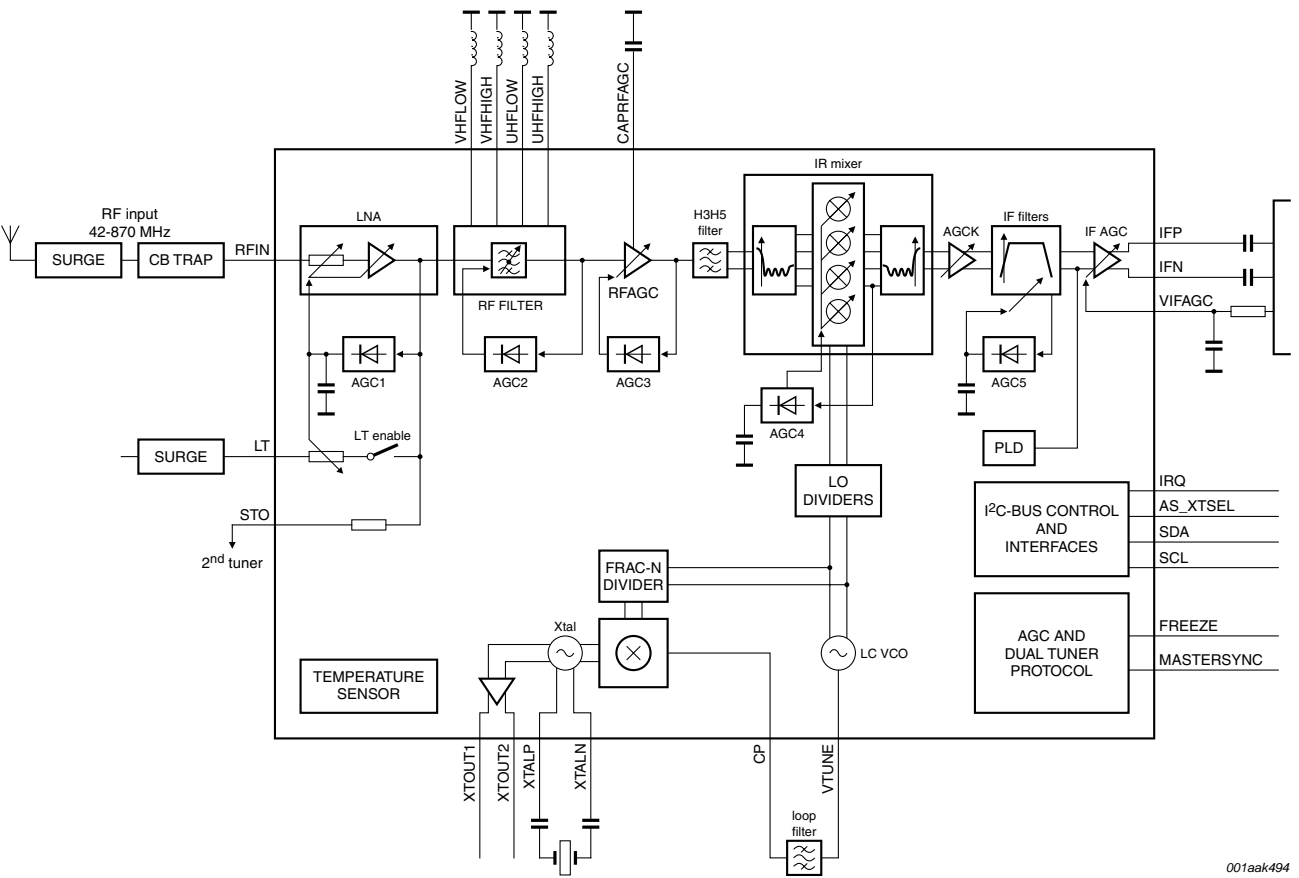 VHFLOW
VHFHIGH
UHFLOW
UHFHIGH
CAPRFAGC
IR mixer
RF input
42-870 MHz
SURGE
CB TRAP
RFIN
LNA
RF FILTER
RFAGC
H3H5
filter
AGCK
IF filters
IF AGC
IFP
IFN
VIFAGC
AGC1
AGC2
AGC3
AGC4
AGC5
SURGE
LT
LT enable
PLD
STO
2nd tuner
LO
DIVIDERS
I2C-BUS CONTROL
AND
INTERFACES
IRQ
AS_XTSEL
SDA
SCL
FRAC-N
DIVIDER
Xtal
LC VCO
TEMPERATURE
SENSOR
AGC AND
DUAL TUNER
PROTOCOL
FREEZE
MASTERSYNC
XTOUT1
XTOUT2
XTALP
XTALN
CP
VTUNE
loop
filter
001aak494